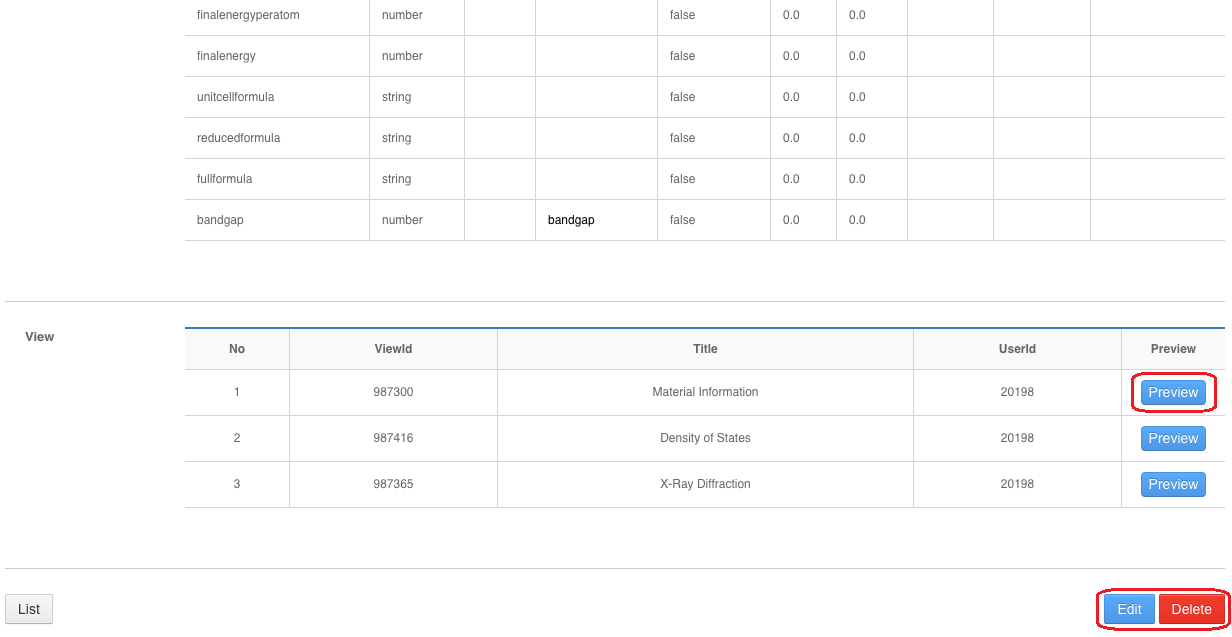 finalenergyperatom number false 0.0 0.0
finalenergy number false 0.0 0.0
unitcellformula string false 0.0 0.0
reducedformula string false 0.0 0.0
fullformula string false 0.0 0.0
bandgap number bandgap false 0.0 0.0
View
No ViewId Title UserId Preview
1 987300 Material Information 20198 Preview
2 987416 Density of States 20198 Preview
3 987365 X-Ray Diffraction 20198 Preview
List Edit Delete